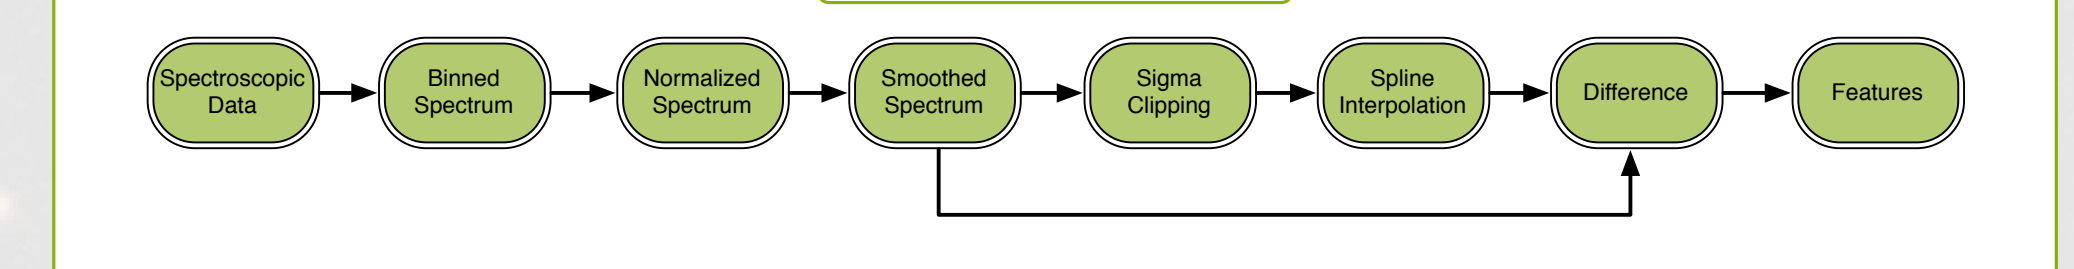 Spectroscopic
Data
Binned
Spectrum
Normalized
Spectrum
Smoothed
Spectrum
Sigma
Clipping
Spline
Interpolation
Difference
Features